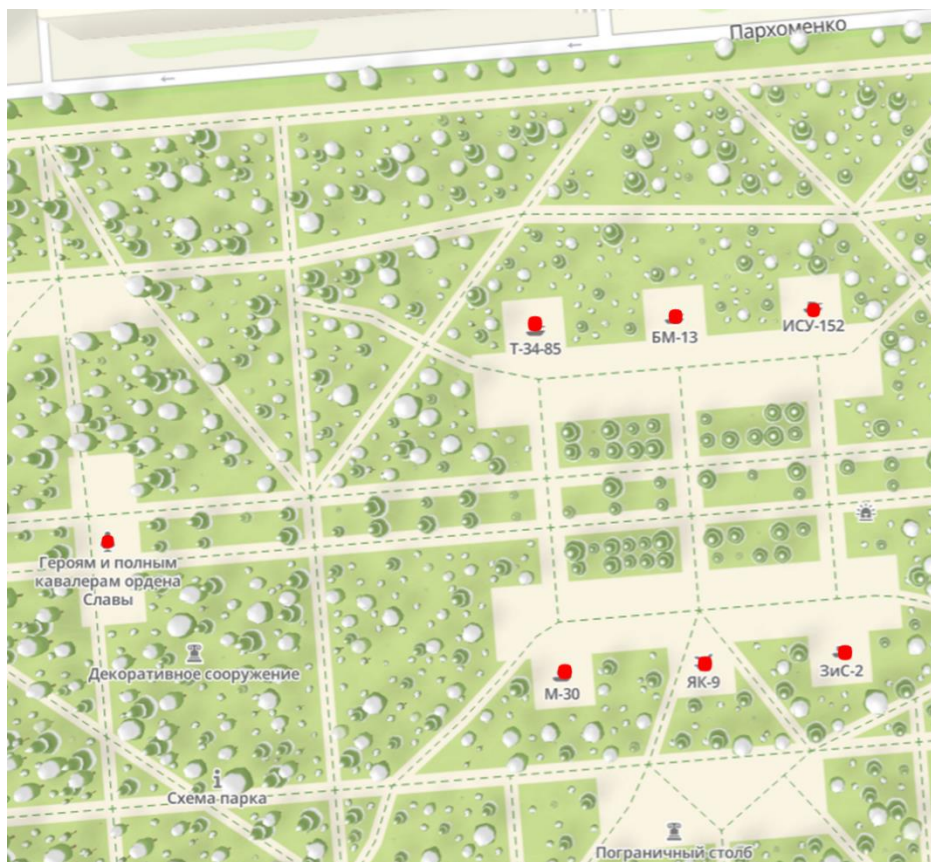 Пархоменко
Т-34-85
БМ-13
ИСУ-152
Героям и полным
кавалерам ордена
Славы
Декоративное сооружение
М-30
ЯК-9
ЗиС-2
Схема парка
Пограничный столб